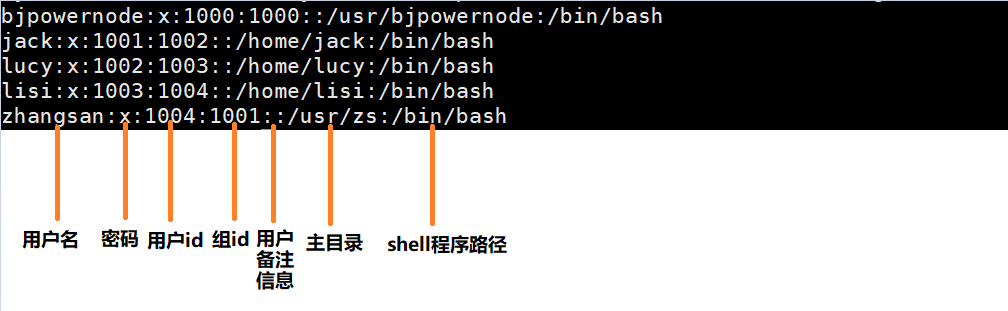 bjpowernode:x:1000:1000::/usr/bjpowernode:/bin/bash
jack:x:1001:1002::/home/jack:/bin/bash
lucy:x:1002:1003::/home/lucy:/bin/bash
lisi:x:1003:1004::/home/lisi:/bin/bash
zhangsan:x:1004:1001::/usr/zs:/bin/bash
用户名 密码 用户id 组id 用户 主目录 shell程序路径
备注
信息